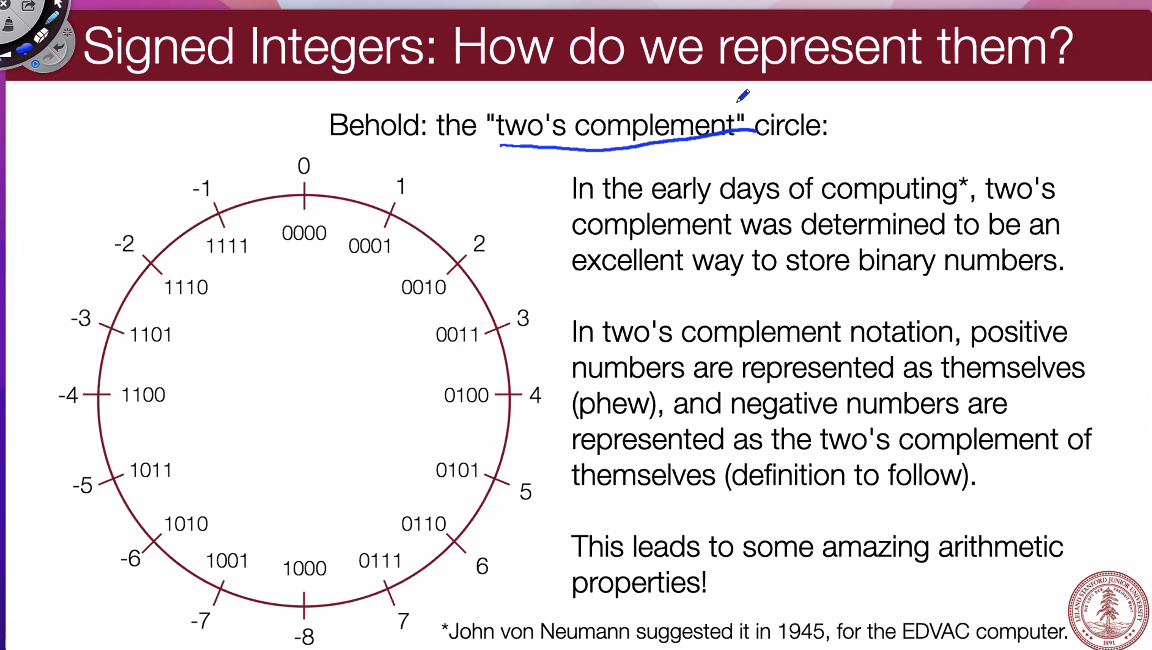 Signed Integers: How do we represent them?
Behold: the "two's complement" circle:
0
-1
1
1111
0000
0001
-2
2
1110
0010
-3
3
1101
0011
-4
1100
0100
4
1011
0101
-5
5
1010
0110
-6
1001
1000
0111
6
-7
7
-8
In the early days of computing*, two's
complement was determined to be an
excellent way to store binary numbers.
In two's complement notation, positive
numbers are represented as themselves
(phew), and negative numbers are
represented as the two's complement of
themselves (definition to follow).
This leads to some amazing arithmetic
properties!
*John von Neumann suggested it in 1945, for the EDVAC computer.
LELAND STANFORD JUNIOR UNIVERSITY
1891